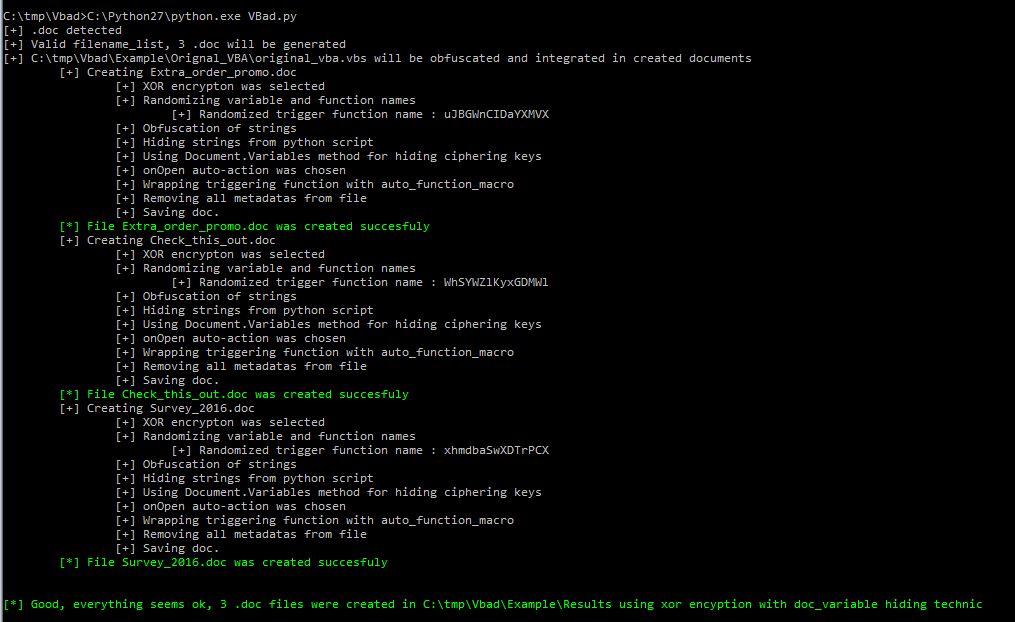 C:\tmp\Vbad>C:\Python27\python.exe VBad.py
[+] .doc detected
[+] Valid filename_list, 3 .doc will be generated
[+] C:\tmp\Vbad\Example\Orignal_VBA\original_vba.vbs will be obfuscated and integrated in created documents
[+] Creating Extra_order_promo.doc
[+] XOR encrypton was selected
[+] Randomizing variable and function names
[+] Randomized trigger function name : uJBGWnCIDaYXMVX
[+] Obfuscation of strings
[+] Hiding strings from python script
[+] Using Document.Variables method for hiding ciphering keys
[+] onOpen auto-action was chosen
[+] Wrapping triggering function with auto_function_macro
[+] Removing all metadatas from file
[+] Saving doc.
[*] File Extra_order_promo.doc was created succesfuly
[+] Creating Check_this_out.doc
[+] XOR encrypton was selected
[+] Randomizing variable and function names
[+] Randomized trigger function name : WhSYWZlKyxGDMWl
[+] Obfuscation of strings
[+] Hiding strings from python script
[+] Using Document.Variables method for hiding ciphering keys
[+] onOpen auto-action was chosen
[+] Wrapping triggering function with auto_function_macro
[+] Removing all metadatas from file
[+] Saving doc.
[*] File Check_this_out.doc was created succesfuly
[+] Creating Survey_2016.doc
[+] XOR encrypton was selected
[+] Randomizing variable and function names
[+] Randomized trigger function name : xhmdbaSwXDTrPCX
[+] Obfuscation of strings
[+] Hiding strings from python script
[+] Using Document.Variables method for hiding ciphering keys
[+] onOpen auto-action was chosen
[+] Wrapping triggering function with auto_function_macro
[+] Removing all metadatas from file
[+] Saving doc.
[*] File Survey_2016.doc was created succesfuly
[*] Good, everything seems ok, 3 .doc files were created in C:\tmp\Vbad\Example\Results using xor encyption with doc_variable hiding technic